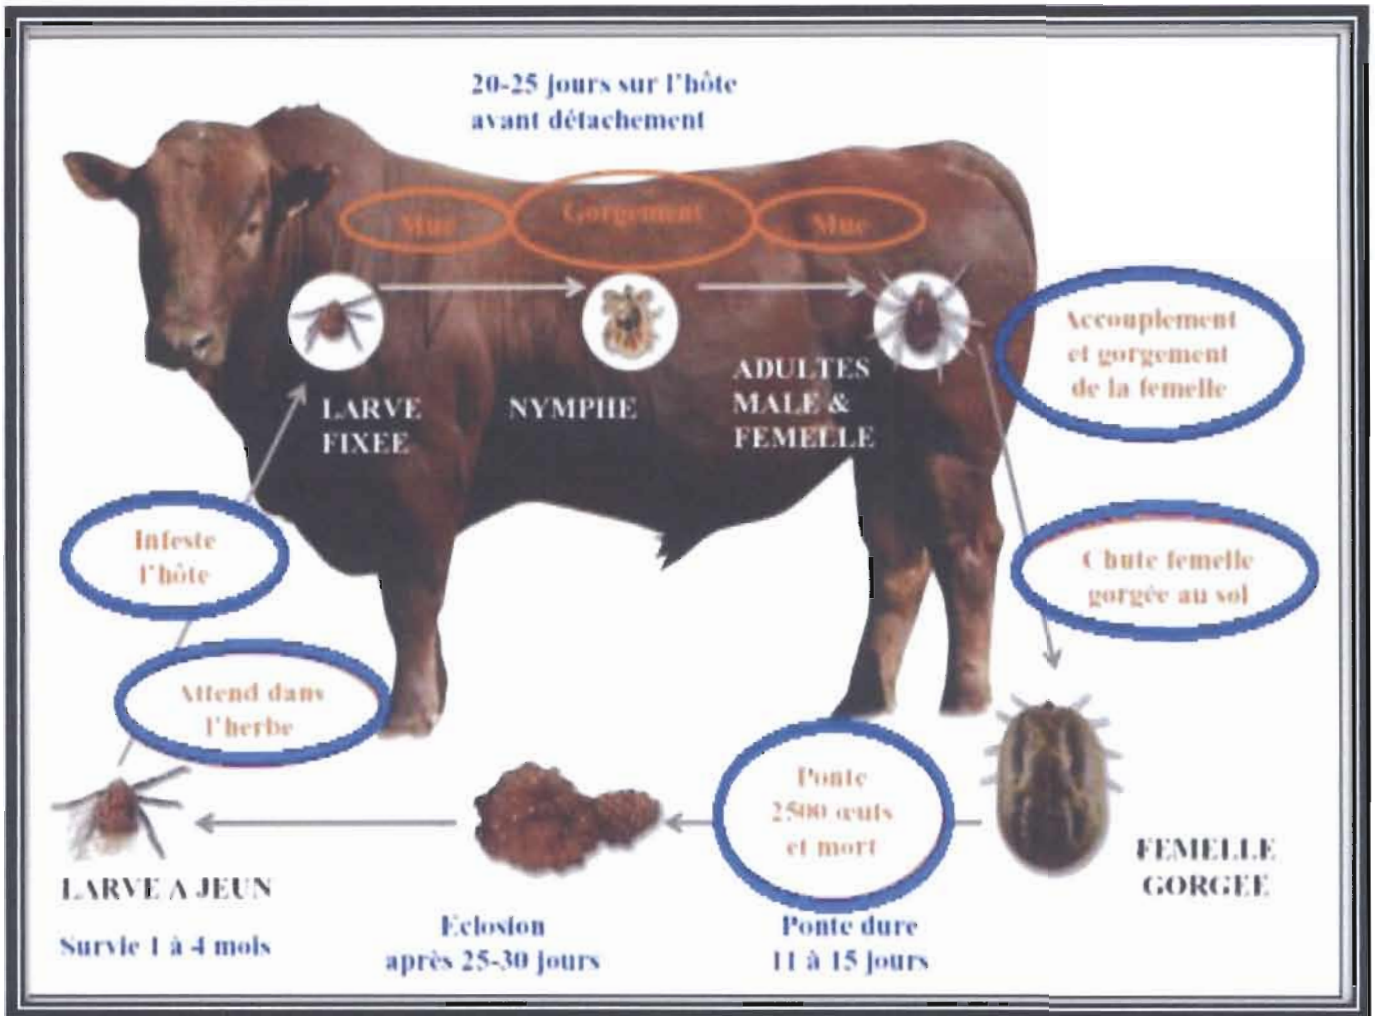 20-25 jours sur l'hôte
avant détachement
Mue
Gorgement
Mue
LARVE
FIXEE
NYMPHE
ADULTES
MALE &
FEMELLE
Accouplement
et gorgement
de la femelle
Infeste
l'hôte
Chute femelle
gorgée au sol
Attend dans
l'herbe
Ponte
2500 œufs
et mort
FEMELLE
GORGEE
LARVE A JEUN
Survie 1 à 4 mois
Eclosion
après 25-30 jours
Ponte dure
11 à 15 jours